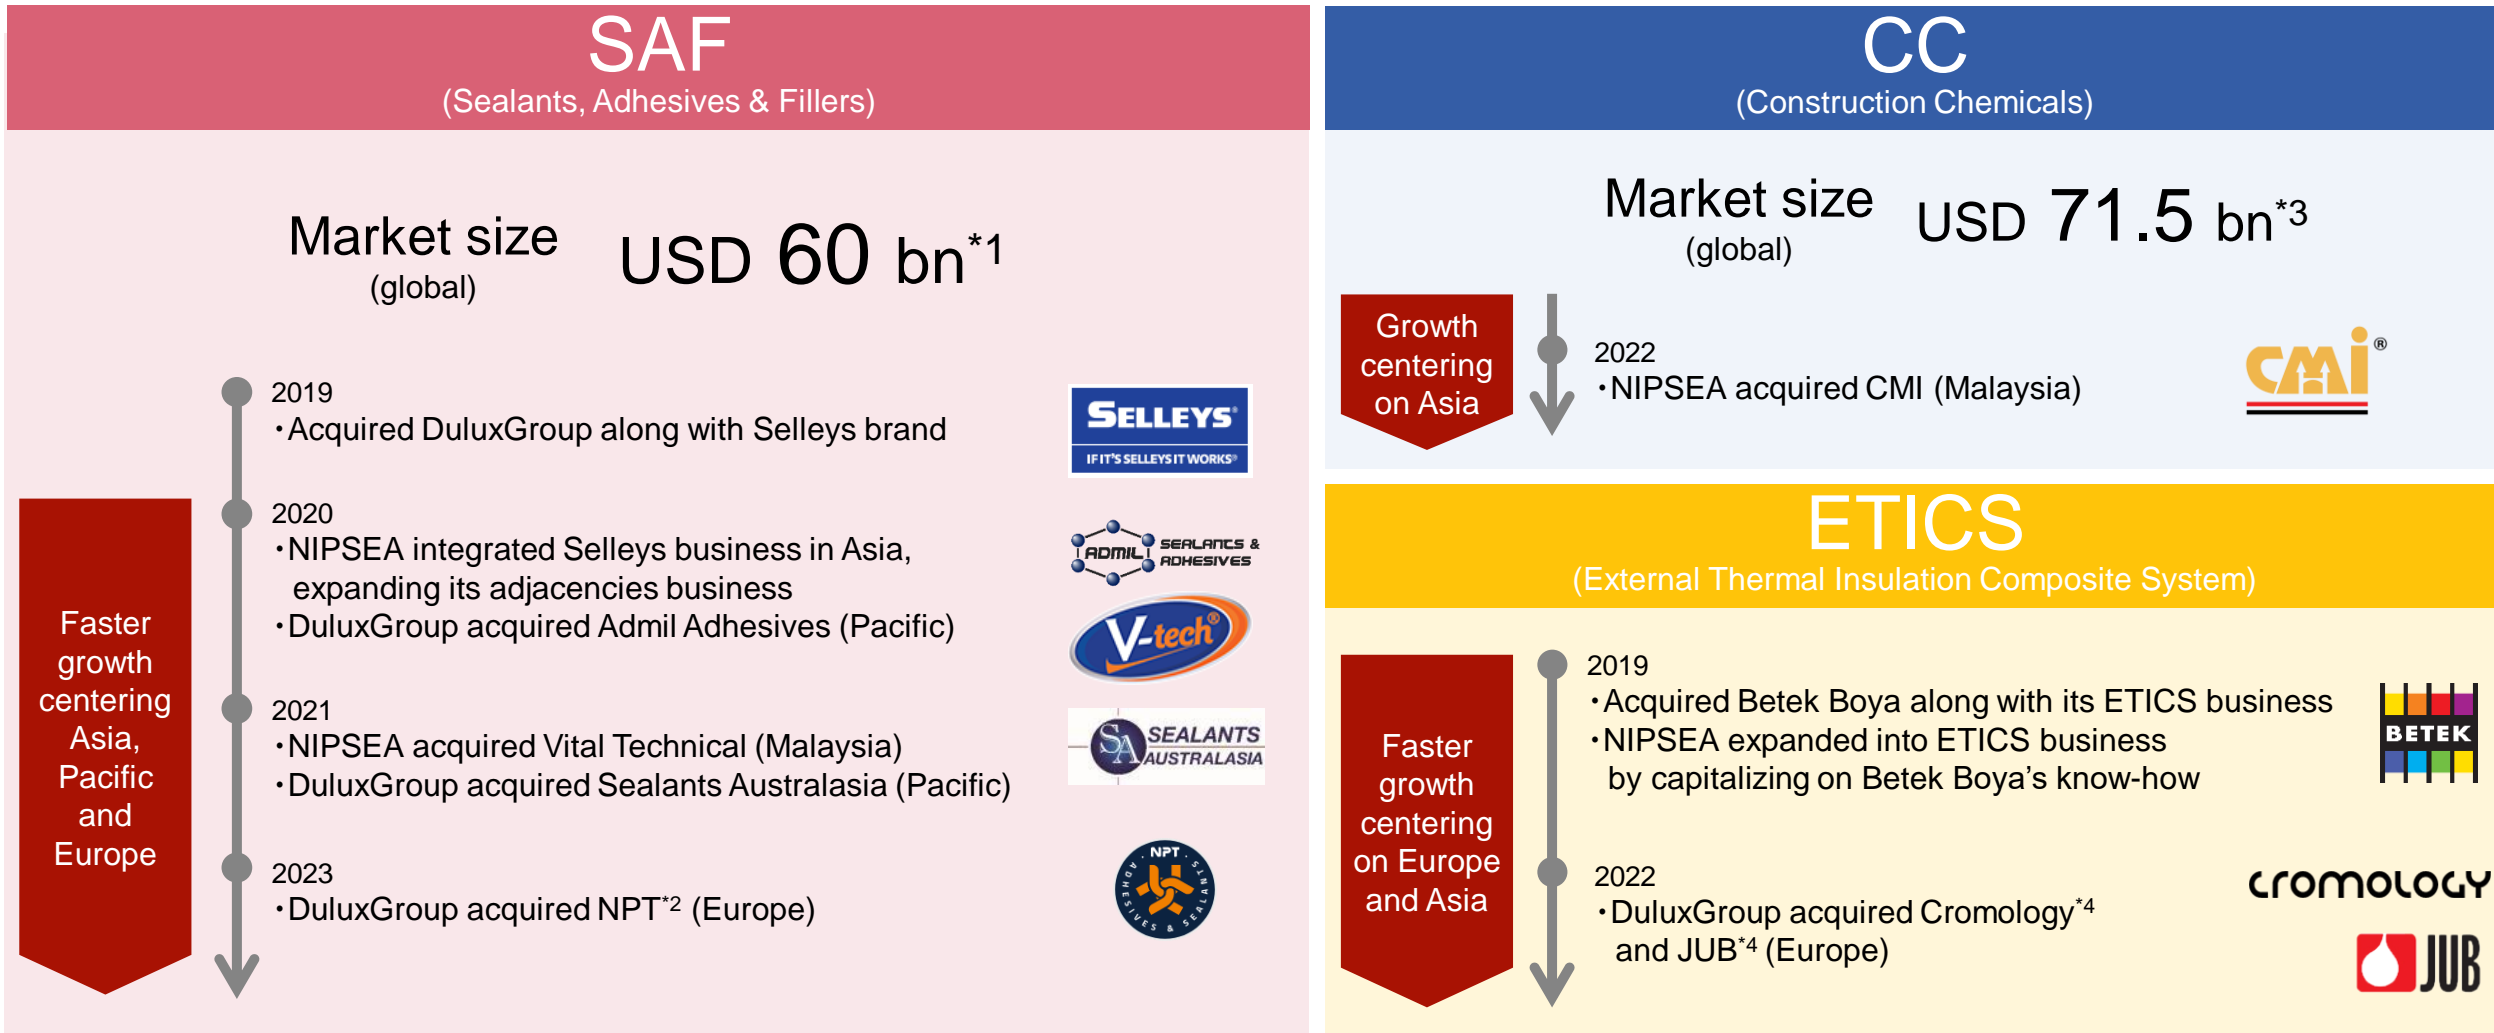 SAF
(Sealants, Adhesives & Fillers)
Market size
(global)
USD 60 bn*1
2019
・Acquired DuluxGroup along with Selleys brand
SELLEYS®
IF IT'S SELLEYS IT WORKS®
Faster
growth
centering
Asia,
Pacific
and
Europe
2020
・NIPSEA integrated Selleys business in Asia,
expanding its adjacencies business
・DuluxGroup acquired Admil Adhesives (Pacific)
ADMIL
SEALANTS &
ADHESIVES
V-tech®
2021
・NIPSEA acquired Vital Technical (Malaysia)
・DuluxGroup acquired Sealants Australasia (Pacific)
SA
SEALANTS
AUSTRALASIA
2023
・DuluxGroup acquired NPT*2 (Europe)
NPT
ADHESIVES & SEALANTS
CC
(Construction Chemicals)
Market size
(global)
USD 71.5 bn*3
Growth
centering
on Asia
2022
・NIPSEA acquired CMI (Malaysia)
CMi®
ETICS
(External Thermal Insulation Composite System)
Faster
growth
centering
on Europe
and Asia
2019
・Acquired Betek Boya along with its ETICS business
・NIPSEA expanded into ETICS business
by capitalizing on Betek Boya's know-how
BETEK
2022
・DuluxGroup acquired Cromology*4
and JUB*4 (Europe)
cromology
JUB